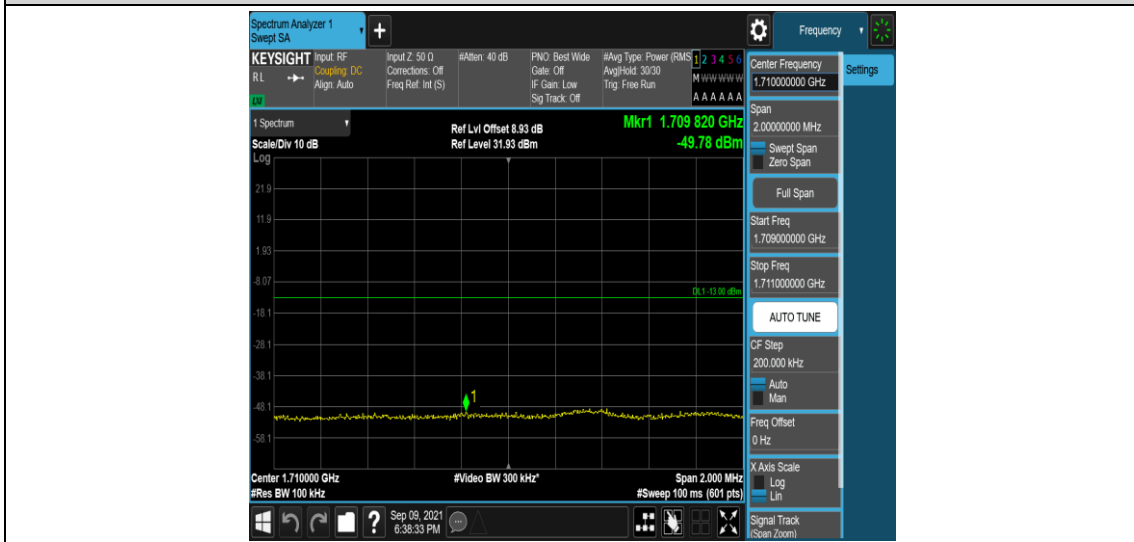 Spectrum Analyzer 1
Swept SA
+
Frequency
KEYSIGHT
RL
LXI
Input: RF
Coupling: DC
Align: Auto
Input Z: 50 Ω
Corrections: Off
Freq Ref: Int (S)
#Atten: 40 dB
PNO: Best Wide
Gate: Off
IF Gain: Low
Sig Track: Off
#Avg Type: Power (RMS
Avg|Hold: 30/30
Trig: Free Run
1 2 3 4 5 6
M W W W W W
A A A A A A
1 Spectrum
Scale/Div 10 dB
Log
Ref Lvl Offset 8.93 dB
Ref Level 31.93 dBm
Mkr1 1.709 820 GHz
-49.78 dBm
21.9
11.9
1.93
-8.07
DL1 -13.00 dBm
-18.1
-28.1
-38.1
1
-48.1
-58.1
Center 1.710000 GHz
#Res BW 100 kHz
#Video BW 300 kHz*
Span 2.000 MHz
#Sweep 100 ms (601 pts)
Center Frequency
1.710000000 GHz
Settings
Span
2.00000000 MHz
Swept Span
Zero Span
Full Span
Start Freq
1.709000000 GHz
Stop Freq
1.711000000 GHz
AUTO TUNE
CF Step
200.000 kHz
Auto
Man
Freq Offset
0 Hz
X Axis Scale
Log
Lin
Signal Track
(Span Zoom)
?
Sep 09, 2021
6:38:33 PM